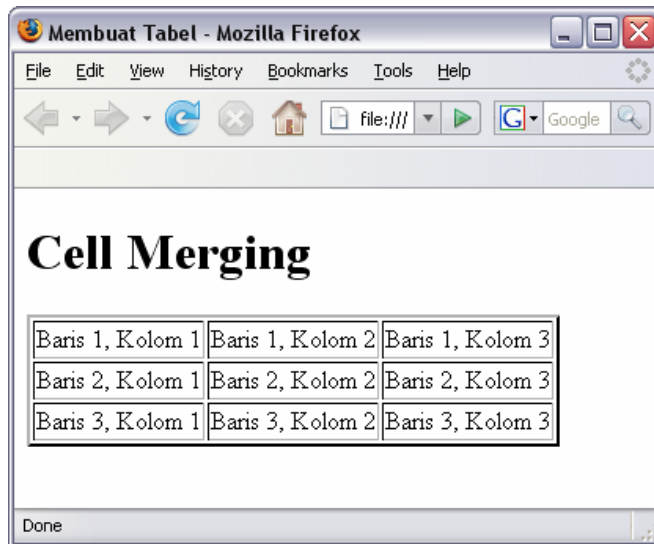 Membuat Tabel - Mozilla Firefox
File Edit View History Bookmarks Tools Help
file:/// G Google
Cell Merging
Baris 1, Kolom 1 Baris 1, Kolom 2 Baris 1, Kolom 3
Baris 2, Kolom 1 Baris 2, Kolom 2 Baris 2, Kolom 3
Baris 3, Kolom 1 Baris 3, Kolom 2 Baris 3, Kolom 3
Done